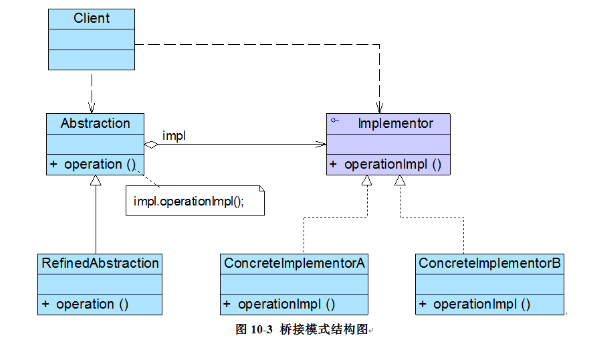 Client
Abstraction
+ operation ()
impl
Implementor
+ operationImpl ()
impl.operationImpl();
RefinedAbstraction
+ operation ()
ConcreteImplementorA
+ operationImpl ()
ConcreteImplementorB
+ operationImpl ()
图 10-3 桥接模式结构图